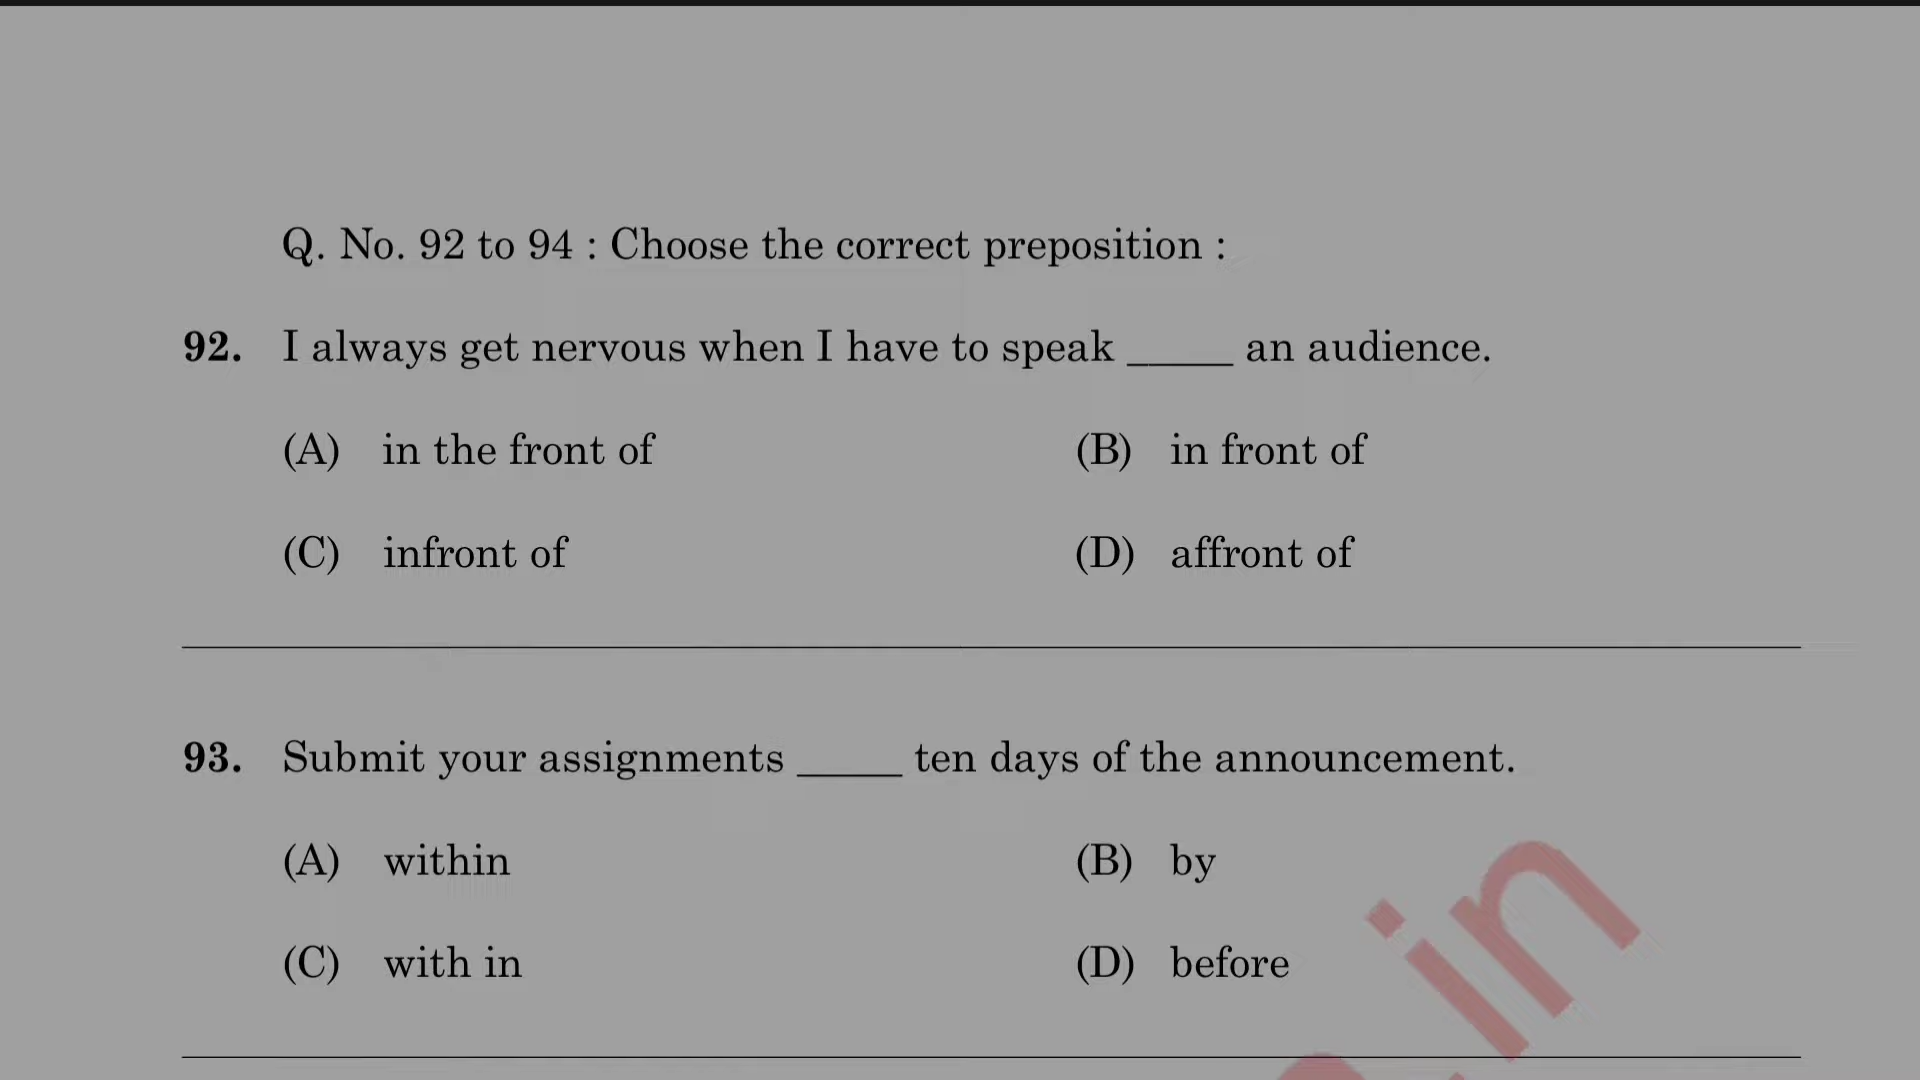 Q. No. 92 to 94 : Choose the correct preposition :
92. I always get nervous when I have to speak _____ an audience.
(A) in the front of (B) in front of
(C) infront of (D) affront of
93. Submit your assignments _____ ten days of the announcement.
(A) within (B) by
(C) with in (D) before
in